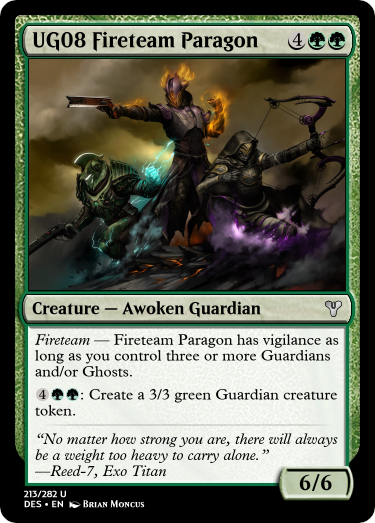 UG08 Fireteam Paragon 4
Creature — Awoken Guardian
Fireteam — Fireteam Paragon has vigilance as
long as you control three or more Guardians
and/or Ghosts.
4: Create a 3/3 green Guardian creature
token.
“No matter how strong you are, there will always
be a weight too heavy to carry alone.”
—Reed-7, Exo Titan
6/6
213/282 U
DES • EN Brian Moncus